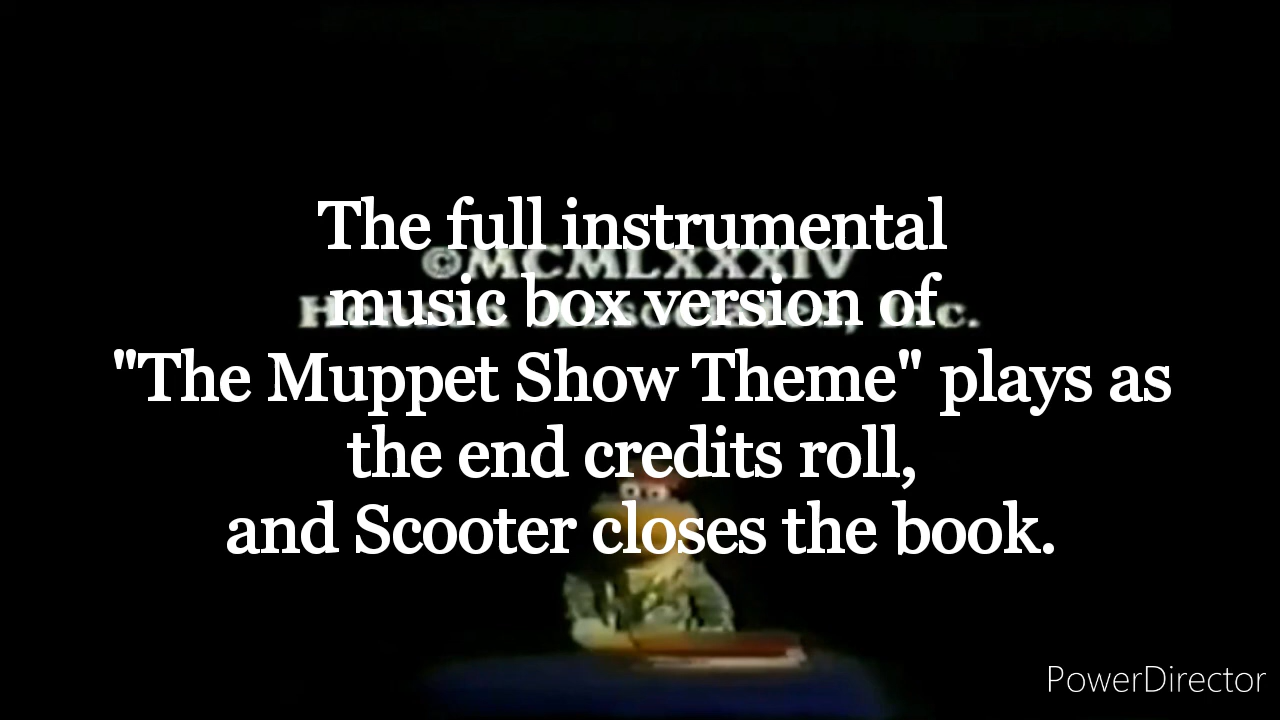 The full instrumental
©MCMLXXXIV
music box version of
Inc.
"The Muppet Show Theme" plays as
the end credits roll,
and Scooter closes the book.
PowerDirector